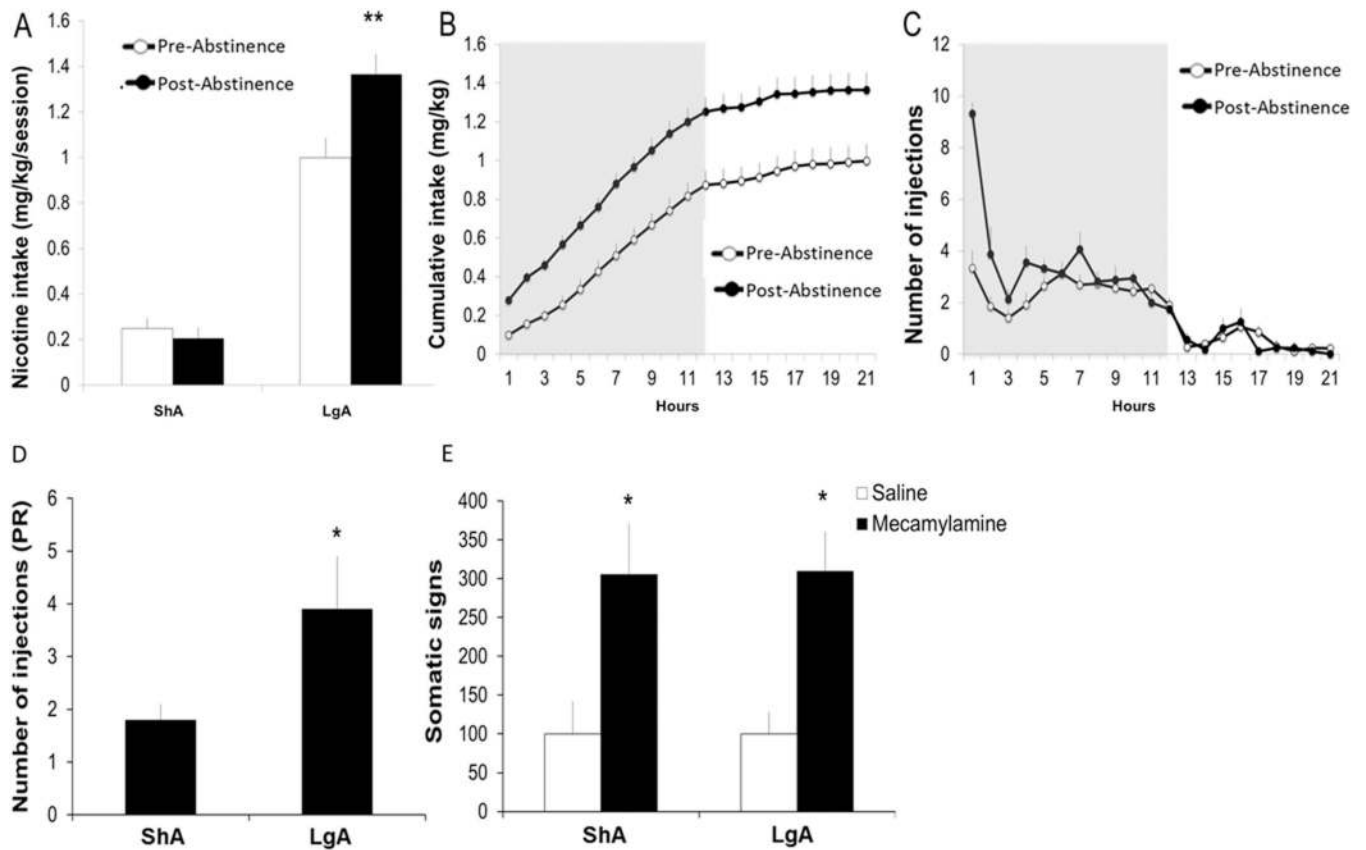 A
Nicotine intake (mg/kg/session)
1.6
1.4
1.2
1
0.8
0.6
0.4
0.2
0
**
Pre-Abstinence
Post-Abstinence
ShA LgA
B
Cumulative intake (mg/kg)
1.6
1.4
1.2
1
0.8
0.6
0.4
0.2
0
Pre-Abstinence
Post-Abstinence
1 3 5 7 9 11 13 15 17 19 21
Hours
C
Number of injections
12
10
8
6
4
2
0
Pre-Abstinence
Post-Abstinence
1 3 5 7 9 11 13 15 17 19 21
Hours
D
Number of injections (PR)
6
5
4
3
2
1
0
*
ShA LgA
E
Somatic signs
400
350
300
250
200
150
100
50
0
* *
Saline
Mecamylamine
ShA LgA